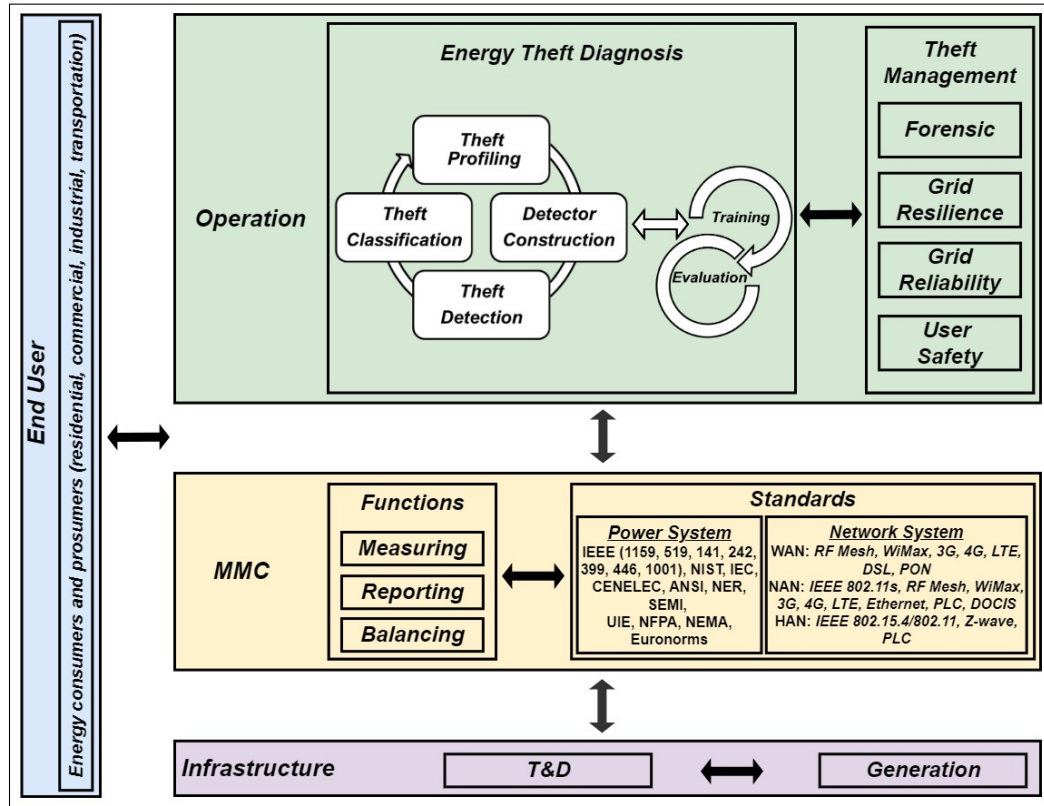 End User
Energy consumers and prosumers (residential, commercial, industrial, transportation)
Operation
Energy Theft Diagnosis
Theft
Profiling
Theft
Classification
Detector
Construction
Theft
Detection
Training
Evaluation
Theft
Management
Forensic
Grid
Resilience
Grid
Reliability
User
Safety
MMC
Functions
Measuring
Reporting
Balancing
Standards
Power System
IEEE (1159, 519, 141, 242,
399, 446, 1001), NIST, IEC,
CENELEC, ANSI, NER,
SEMI,
UIE, NFPA, NEMA,
Euronorms
Network System
WAN: RF Mesh, WiMax, 3G, 4G, LTE,
DSL, PON
NAN: IEEE 802.11s, RF Mesh, WiMax,
3G, 4G, LTE, Ethernet, PLC, DOCIS
HAN: IEEE 802.15.4/802.11, Z-wave,
PLC
Infrastructure
T&D
Generation